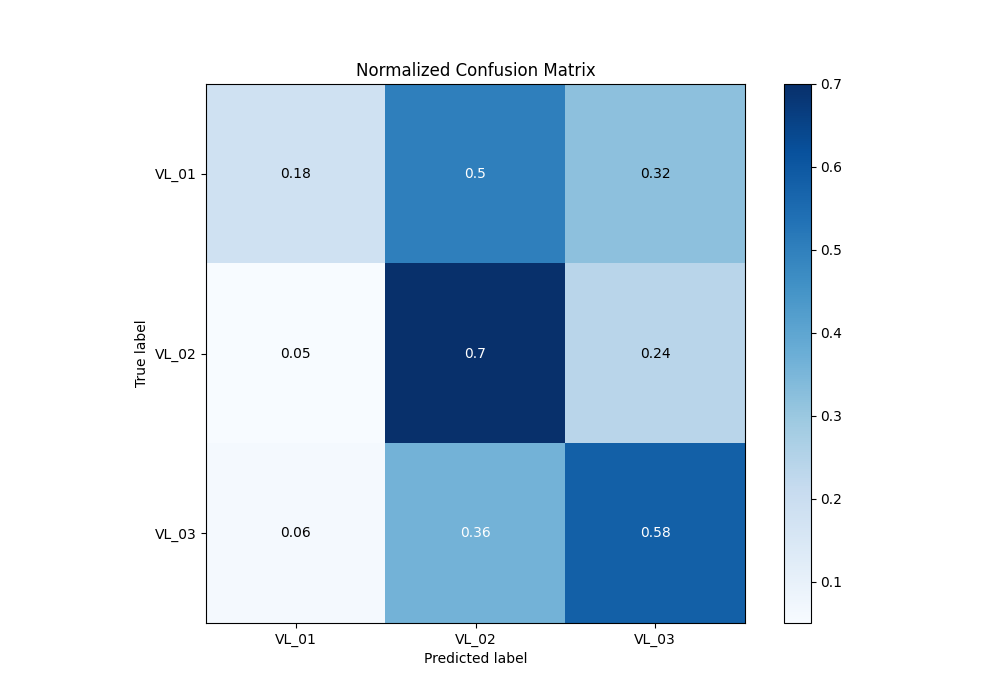 Normalized Confusion Matrix
True label
VL_01 0.18 0.5 0.32
VL_02 0.05 0.7 0.24
VL_03 0.06 0.36 0.58
VL_01 VL_02 VL_03
Predicted label
0.7
0.6
0.5
0.4
0.3
0.2
0.1